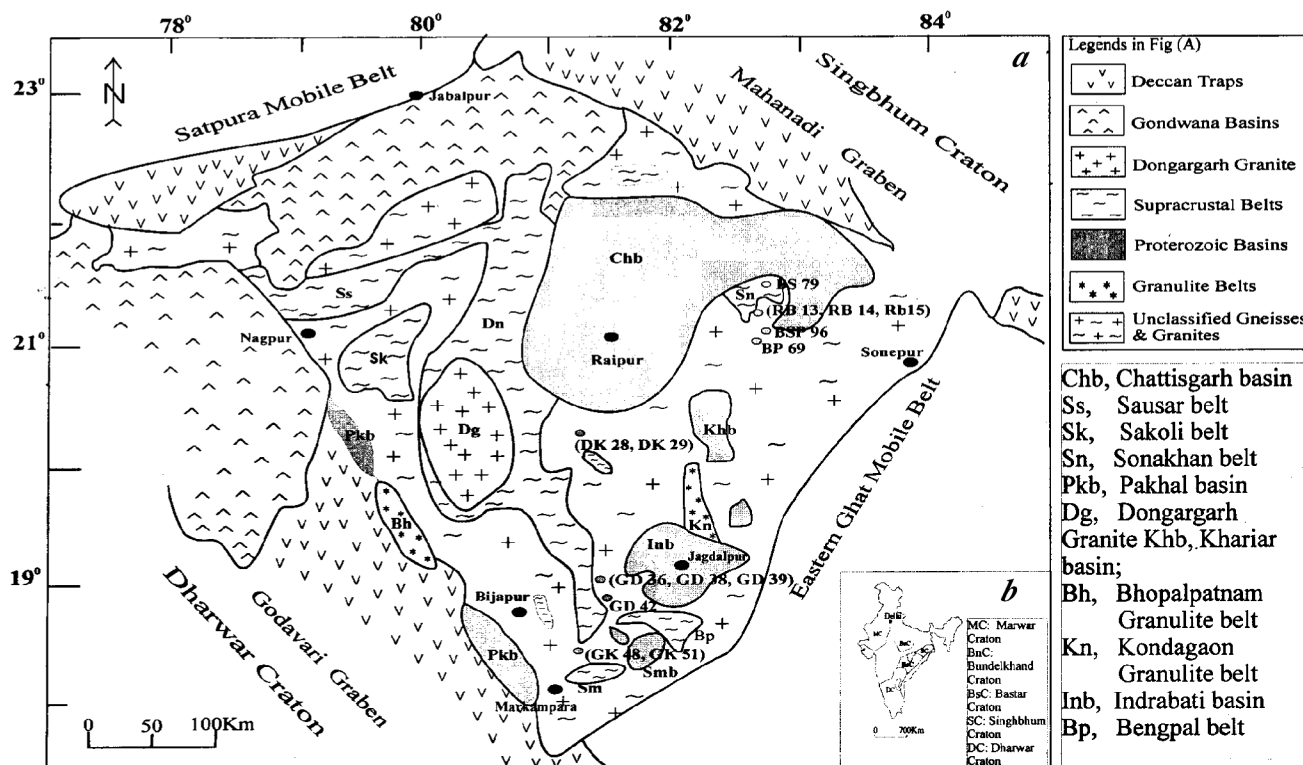 78° 80° 82° 84°
23°
21°
19°
N
a
Satpura Mobile Belt
Jabalpur
Mahanadi
Graben
Singbhum Craton
Chb
Ss
Nagpur
Sk
Dn
Raipur
Sn
BS 79
(RB 13, RB 14, Rb15)
BSP 96
BP 69
Sonepur
Pkb
Dg
(DK 28, DK 29)
Khb
Bh
Kn
Inb
Jagdalpur
(GD 36, GD 38, GD 39)
GD 42
Bijapur
Bp
(GK 48, GK 51)
Pkb
Sm
Smb
Markampara
Eastern Ghat Mobile Belt
Dharwar Craton
Godavari Graben
0 50 100Km
b
Delhi
MC
BnC
SC
BsC
DC
0 700Km
MC: Marwar
Craton
BnC:
Bundelkhand
Craton
BsC: Bastar
Craton
SC: Singhbhum
Craton
DC: Dharwar
Craton
Legends in Fig (A)
Deccan Traps
Gondwana Basins
Dongargarh Granite
Supracrustal Belts
Proterozoic Basins
Granulite Belts
Unclassified Gneisses
& Granites
Chb, Chattisgarh basin
Ss, Sausar belt
Sk, Sakoli belt
Sn, Sonakhan belt
Pkb, Pakhal basin
Dg, Dongargarh
Granite Khb, Khariar
basin;
Bh, Bhopalpatnam
Granulite belt
Kn, Kondagaon
Granulite belt
Inb, Indrabati basin
Bp, Bengpal belt